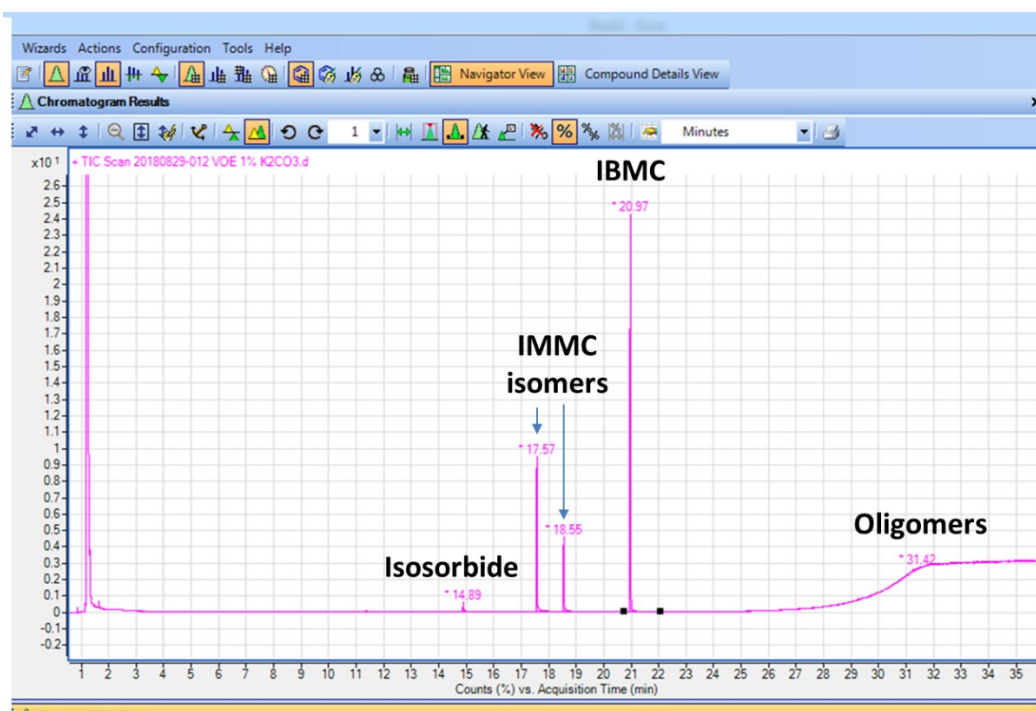 Wizards Actions Configuration Tools Help
Navigator View Compound Details View
Chromatogram Results
1 % Minutes
x10 1
+ TIC Scan 20180829-012 VOE 1% K2CO3.d
IBMC
* 20.97
2.6
2.5
2.4
2.3
2.2
2.1
2
1.9
1.8
1.7
1.6
1.5
1.4
1.3
1.2
1.1
1
0.9
0.8
0.7
0.6
0.5
0.4
0.3
0.2
0.1
0
-0.1
-0.2
IMMC
isomers
* 17.57
* 18.55
Oligomers
* 31.42
Isosorbide
* 14.89
1 2 3 4 5 6 7 8 9 10 11 12 13 14 15 16 17 18 19 20 21 22 23 24 25 26 27 28 29 30 31 32 33 34 35
Counts (%) vs. Acquisition Time (min)